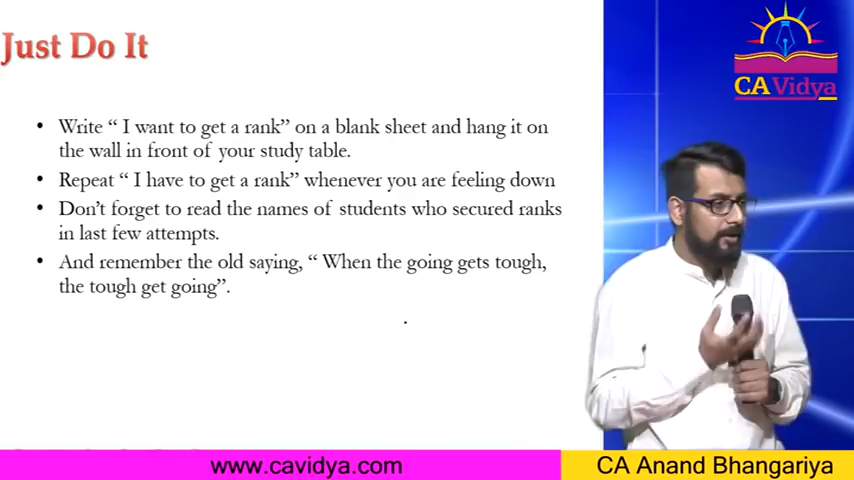 Just Do It
CA Vidya
• Write “ I want to get a rank” on a blank sheet and hang it on
the wall in front of your study table.
• Repeat “ I have to get a rank” whenever you are feeling down
• Don’t forget to read the names of students who secured ranks
in last few attempts.
• And remember the old saying, “ When the going gets tough,
the tough get going”.
.
www.cavidya.com
CA Anand Bhangariya